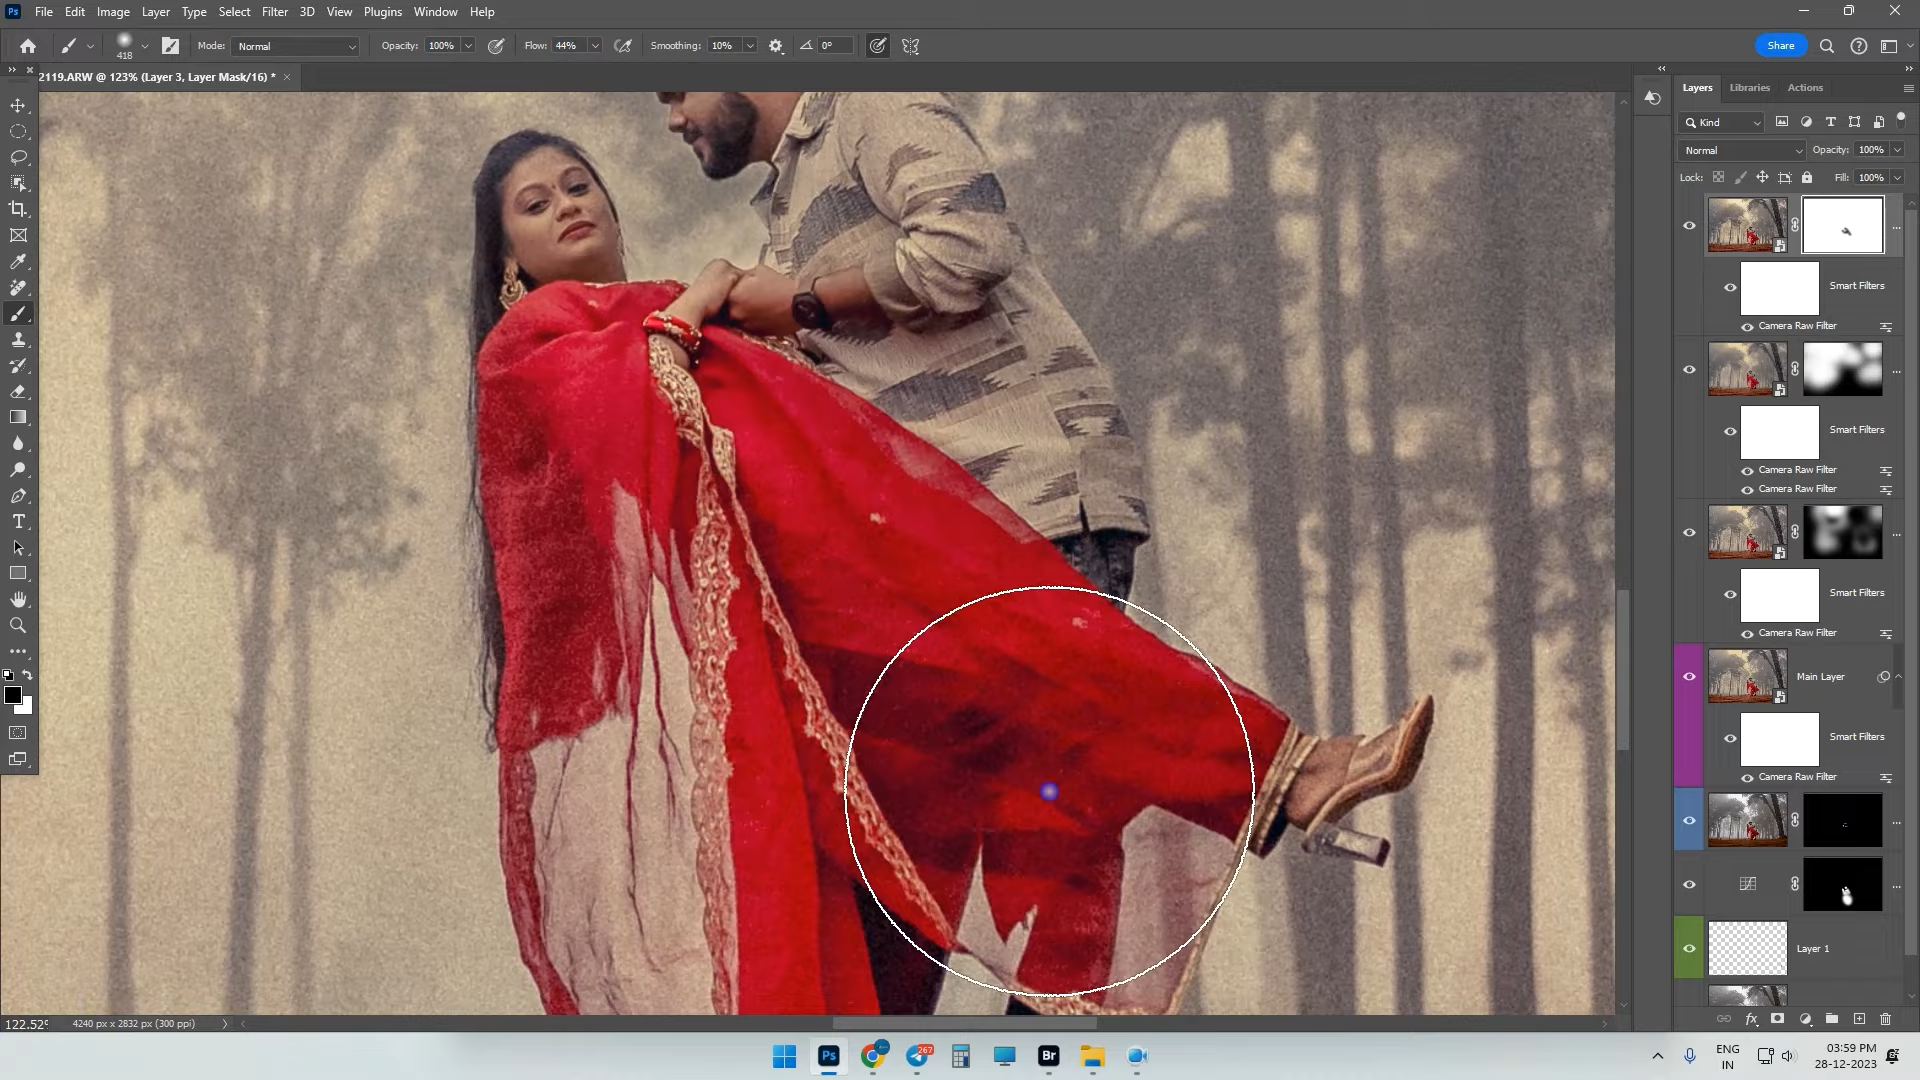 Ps File Edit Image Layer Type Select Filter 3D View Plugins Window Help
418 Mode: Normal Opacity: 100% Flow: 44% Smoothing: 10% 0° Share
2119.ARW @ 123% (Layer 3, Layer Mask/16) * ×
Layers Libraries Actions
Kind
Normal Opacity: 100%
Lock: Fill: 100%
Smart Filters
Camera Raw Filter
Smart Filters
Camera Raw Filter
Camera Raw Filter
Smart Filters
Camera Raw Filter
Main Layer
Smart Filters
Camera Raw Filter
Layer 1
122.52% 4240 px x 2832 px (300 ppi)
Ps 267 Br ENG IN 03:59 PM 28-12-2023